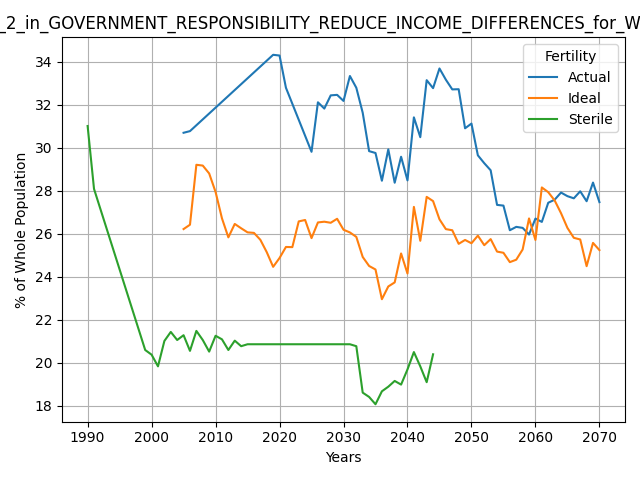 _2_in_GOVERNMENT_RESPONSIBILITY_REDUCE_INCOME_DIFFERENCES_for_W
Fertility
Actual
Ideal
Sterile
% of Whole Population
34
32
30
28
26
24
22
20
18
1990
2000
2010
2020
2030
2040
2050
2060
2070
Years